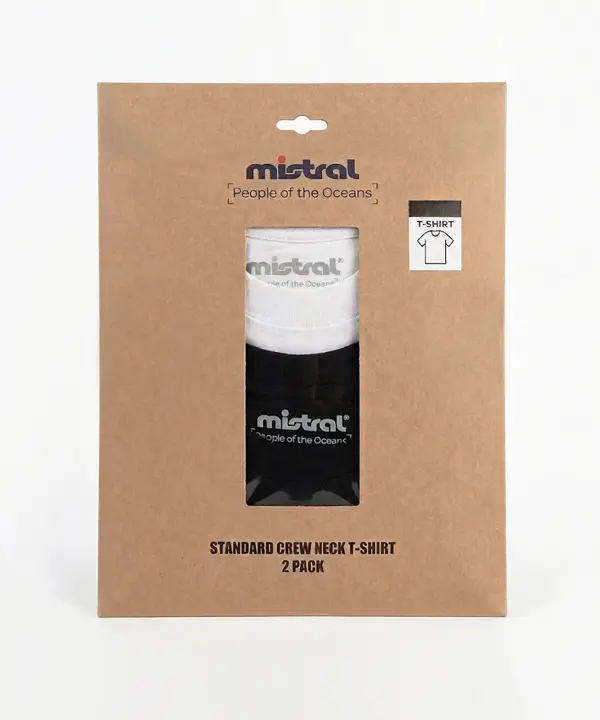 mistral
People of the Oceans
T-SHIRT
mistral®
ople of the Oceans
mistral®
People of the Oceans
STANDARD CREW NECK T-SHIRT
2 PACK